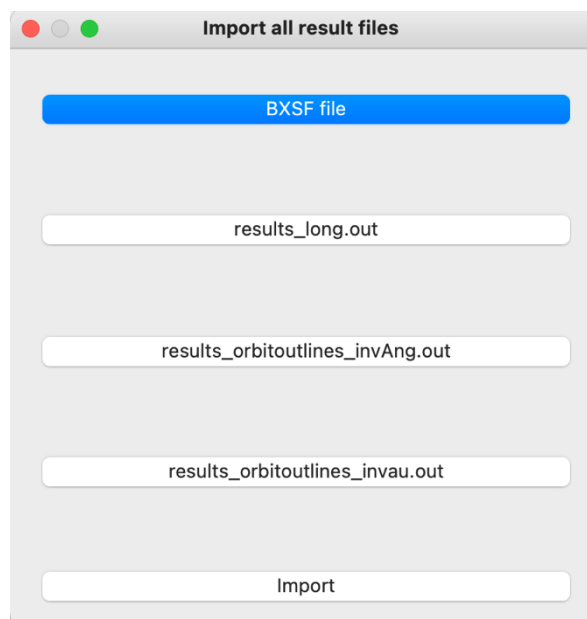 Import all result files
BXSF file
results_long.out
results_orbitoutlines_invAng.out
results_orbitoutlines_invau.out
Import